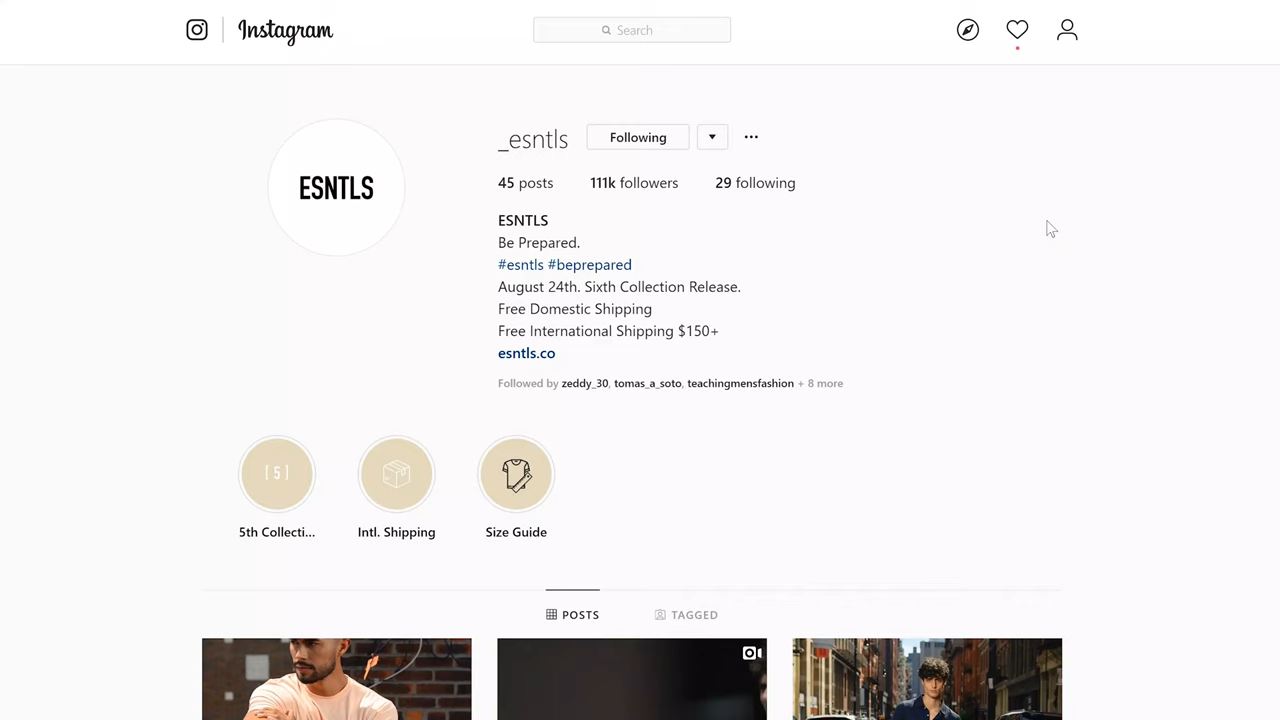 Instagram
Search
ESNTLS
_esntls Following
45 posts 111k followers 29 following
ESNTLS
Be Prepared.
#esntls #beprepared
August 24th. Sixth Collection Release.
Free Domestic Shipping
Free International Shipping $150+
esntls.co
Followed by zeddy_30, tomas_a_soto, teachingmensfashion + 8 more
[ 5 ]
5th Collecti... Intl. Shipping Size Guide
POSTS TAGGED